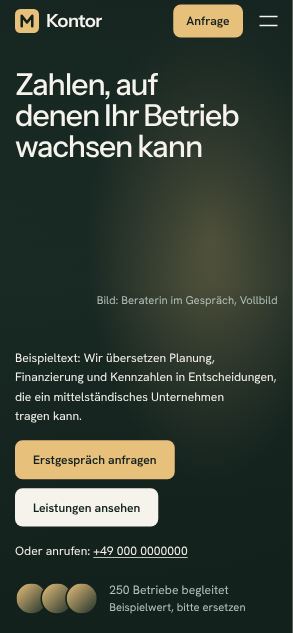 M Kontor
Anfrage
Zahlen, auf
denen Ihr Betrieb
wachsen kann
Bild: Beraterin im Gespräch, Vollbild
Beispieltext: Wir übersetzen Planung,
Finanzierung und Kennzahlen in Entscheidungen,
die ein mittelständisches Unternehmen
tragen kann.
Erstgespräch anfragen
Leistungen ansehen
Oder anrufen: +49 000 0000000
250 Betriebe begleitet
Beispielwert, bitte ersetzen